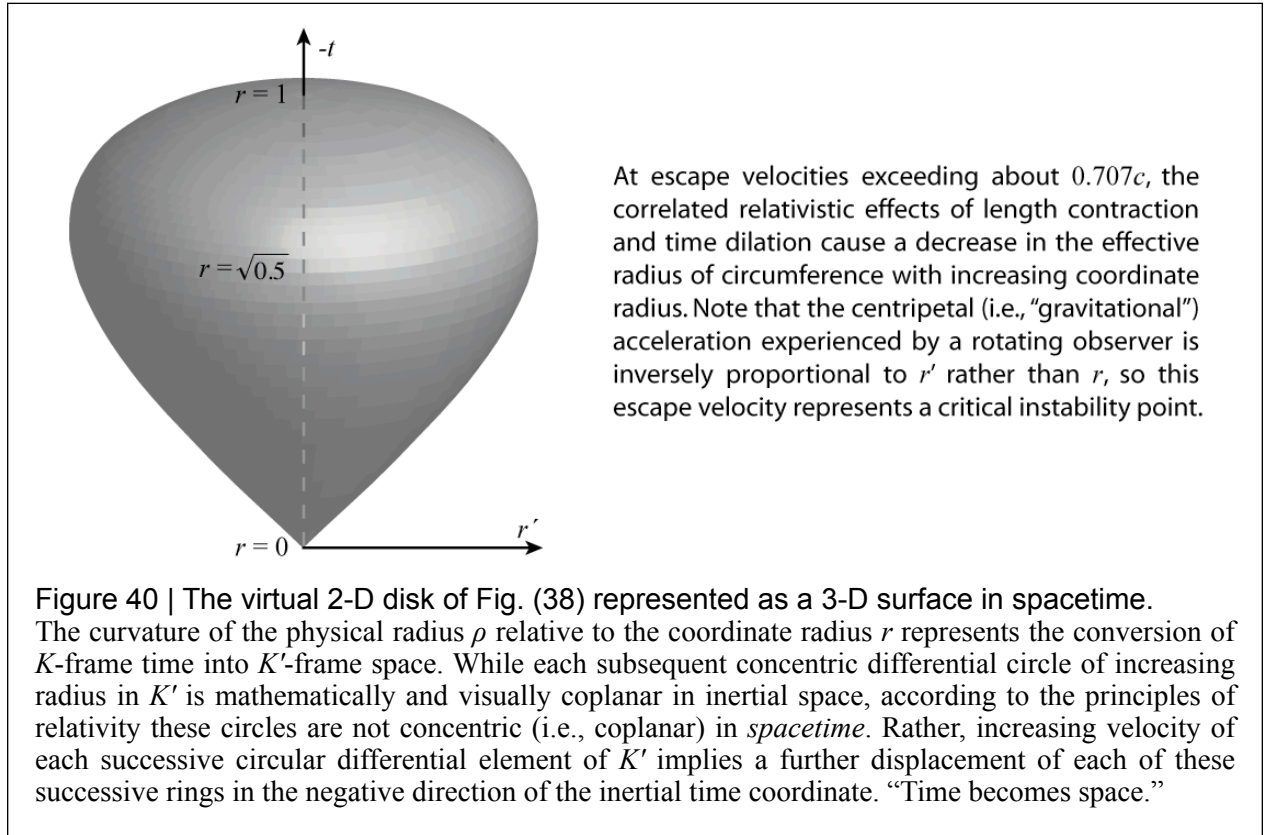 -t
r = 1
At escape velocities exceeding about 0.707c, the
correlated relativistic effects of length contraction
and time dilation cause a decrease in the effective
radius of circumference with increasing coordinate
radius. Note that the centripetal (i.e., “gravitational”)
acceleration experienced by a rotating observer is
inversely proportional to r′ rather than r, so this
escape velocity represents a critical instability point.
r = √0.5
r′
r = 0
Figure 40 | The virtual 2-D disk of Fig. (38) represented as a 3-D surface in spacetime.
The curvature of the physical radius ρ relative to the coordinate radius r represents the conversion of
K-frame time into K′-frame space. While each subsequent concentric differential circle of increasing
radius in K′ is mathematically and visually coplanar in inertial space, according to the principles of
relativity these circles are not concentric (i.e., coplanar) in spacetime. Rather, increasing velocity of
each successive circular differential element of K′ implies a further displacement of each of these
successive rings in the negative direction of the inertial time coordinate. “Time becomes space.”